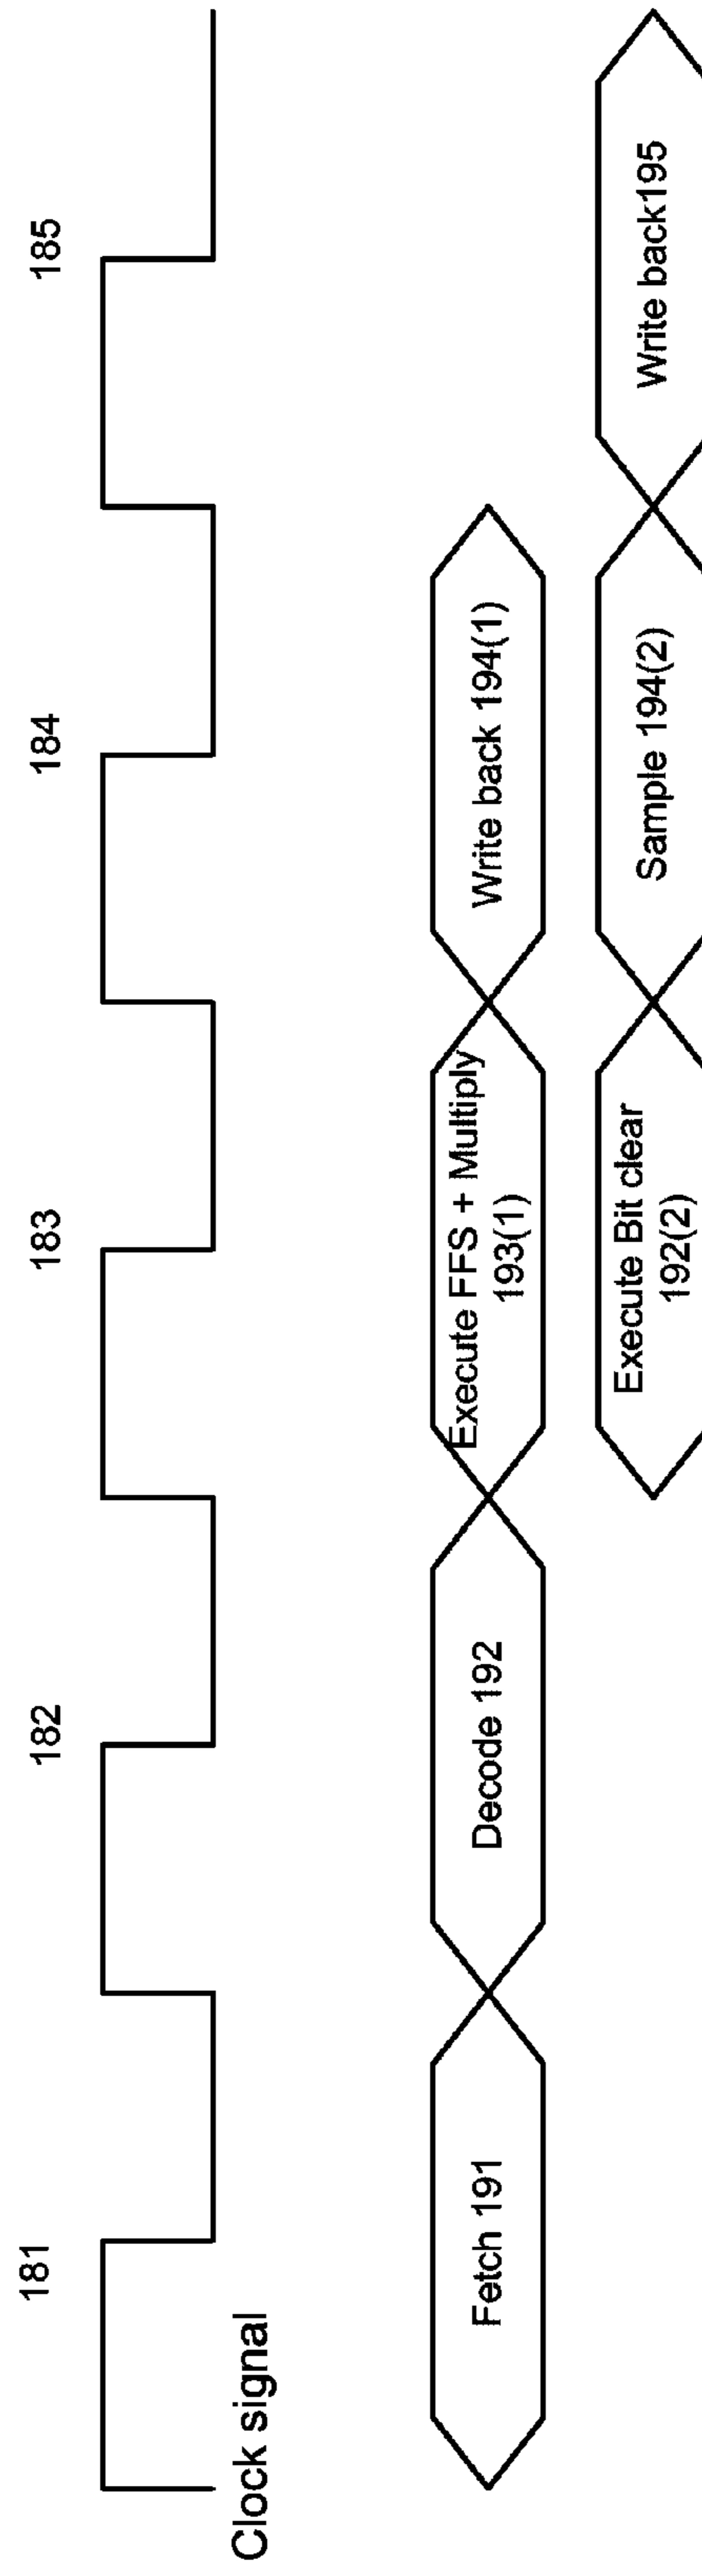 181
182
183
184
185
Clock signal
Fetch 191
Decode 192
Execute FFS + Multiply
193(1)
Write back 194(1)
Execute Bit clear
192(2)
Sample 194(2)
Write back195